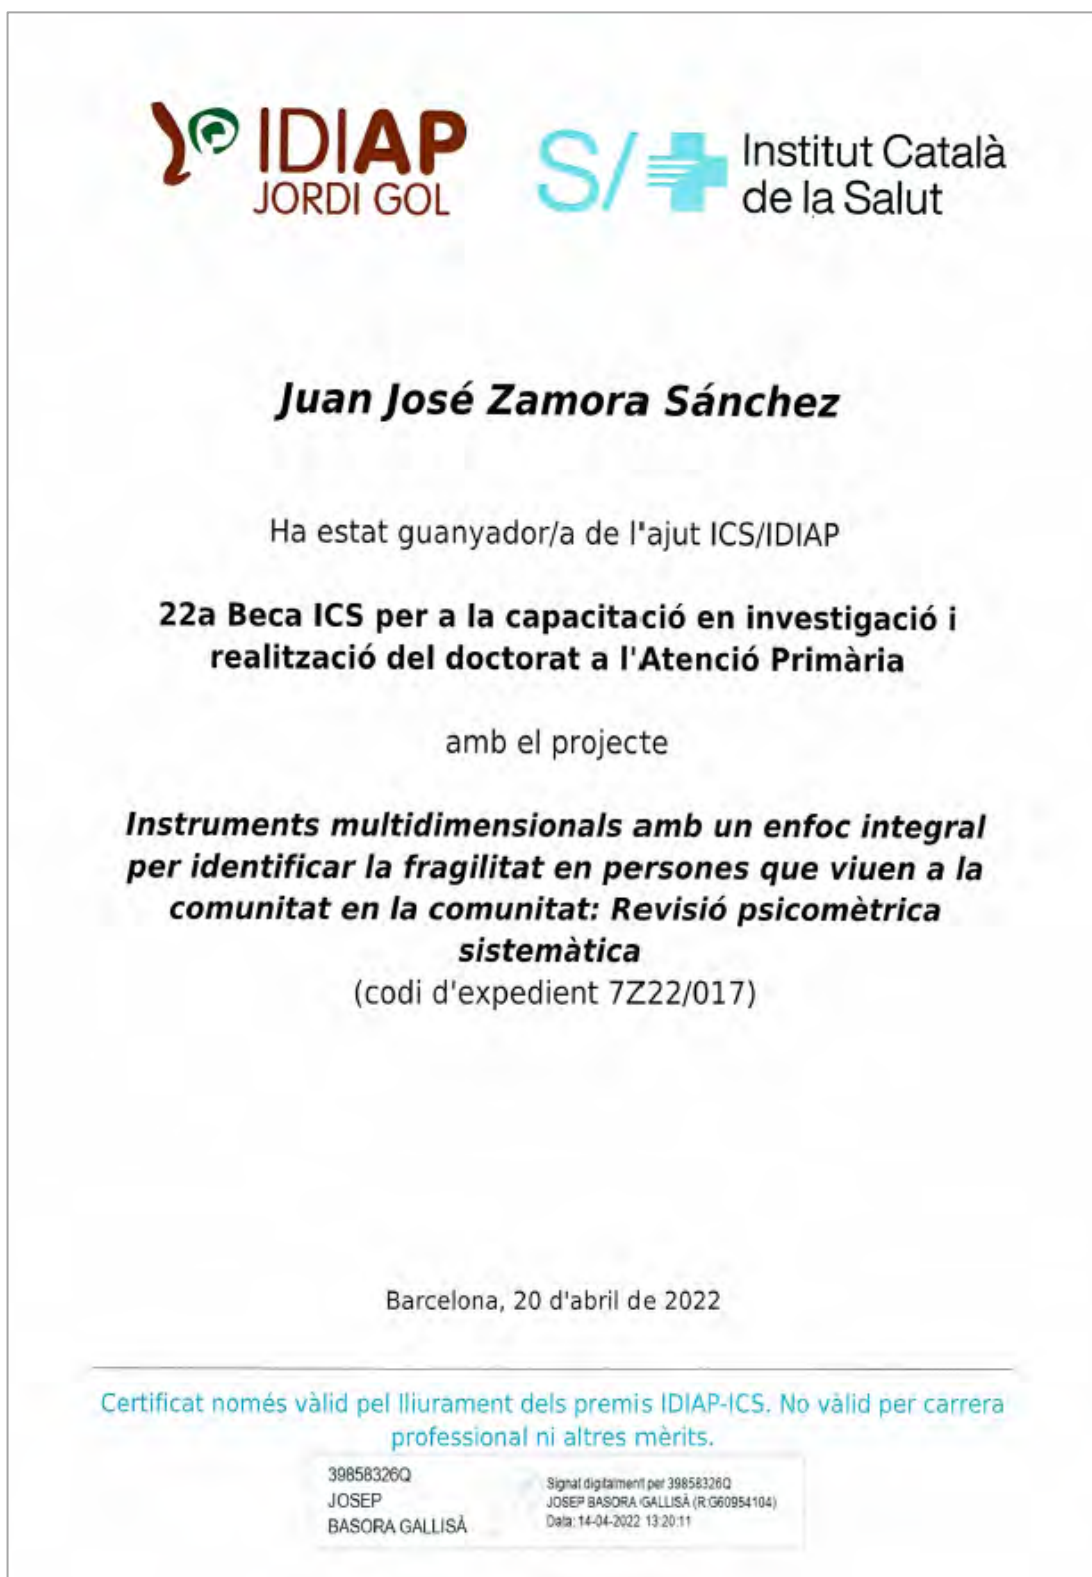 IDIAP
JORDI GOL
S/
Institut Català
de la Salut
Juan José Zamora Sánchez
Ha estat guanyador/a de l'ajut ICS/IDIAP
22a Beca ICS per a la capacitació en investigació i
realització del doctorat a l'Atenció Primària
amb el projecte
Instruments multidimensionals amb un enfoc integral
per identificar la fragilitat en persones que viuen a la
comunitat en la comunitat: Revisió psicomètrica
sistemàtica
(codi d'expedient 7Z22/017)
Barcelona, 20 d'abril de 2022
Certificat només vàlid pel lliurament dels premis IDIAP-ICS. No vàlid per carrera
professional ni altres mèrits.
39858326Q
JOSEP
BASORA GALLISÀ
Signat digitalment per 39858326Q
JOSEP BASORA GALLISÀ (R:G60954104)
Data: 14-04-2022 13:20:11